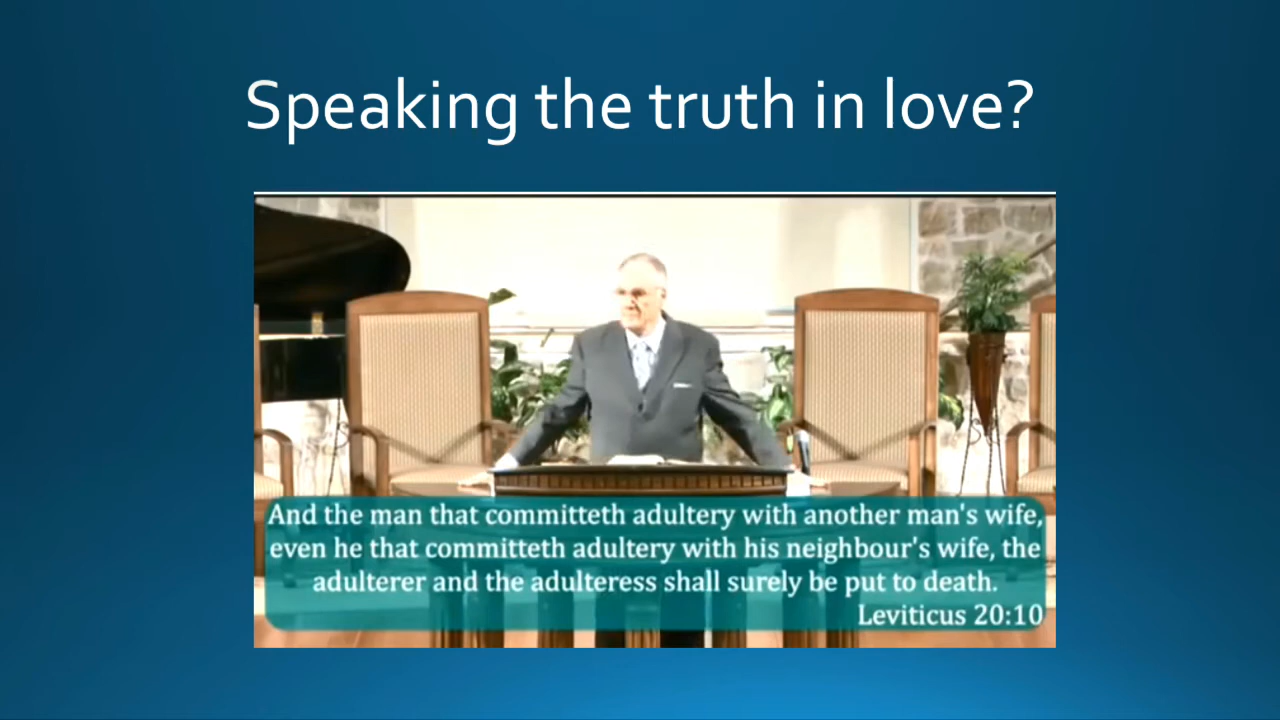 Speaking the truth in love?
And the man that committeth adultery with another man's wife,
even he that committeth adultery with his neighbour's wife, the
adulterer and the adulteress shall surely be put to death.
Leviticus 20:10